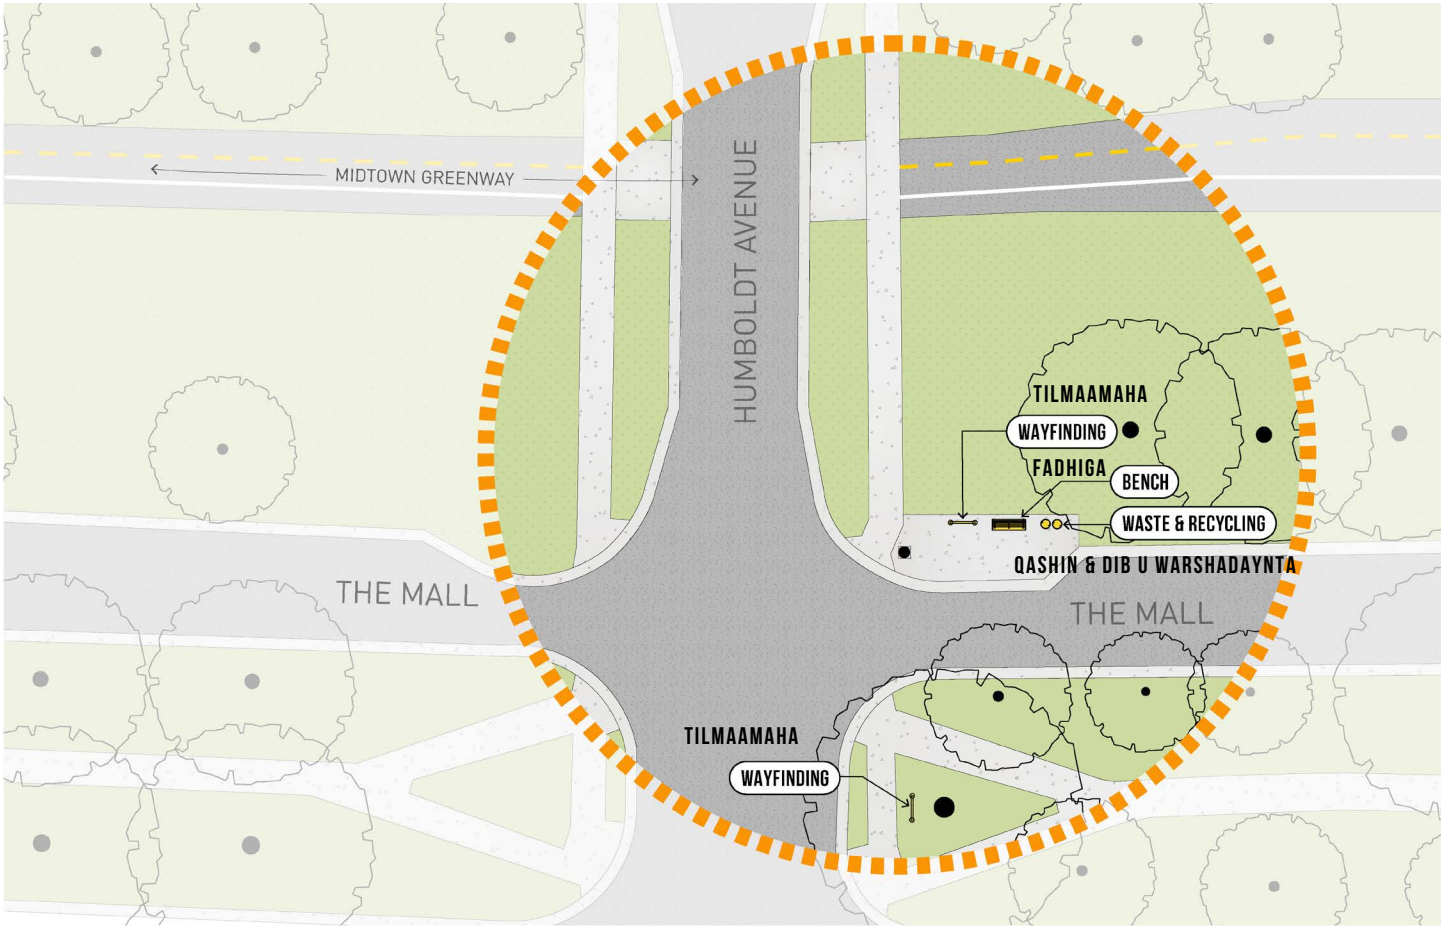 MIDTOWN GREENWAY
HUMBOLDT AVENUE
TILMAAMAHA
WAYFINDING
FADHIGA
BENCH
WASTE & RECYCLING
QASHIN & DIB U WARSHADAYNTA
THE MALL
THE MALL
TILMAAMAHA
WAYFINDING